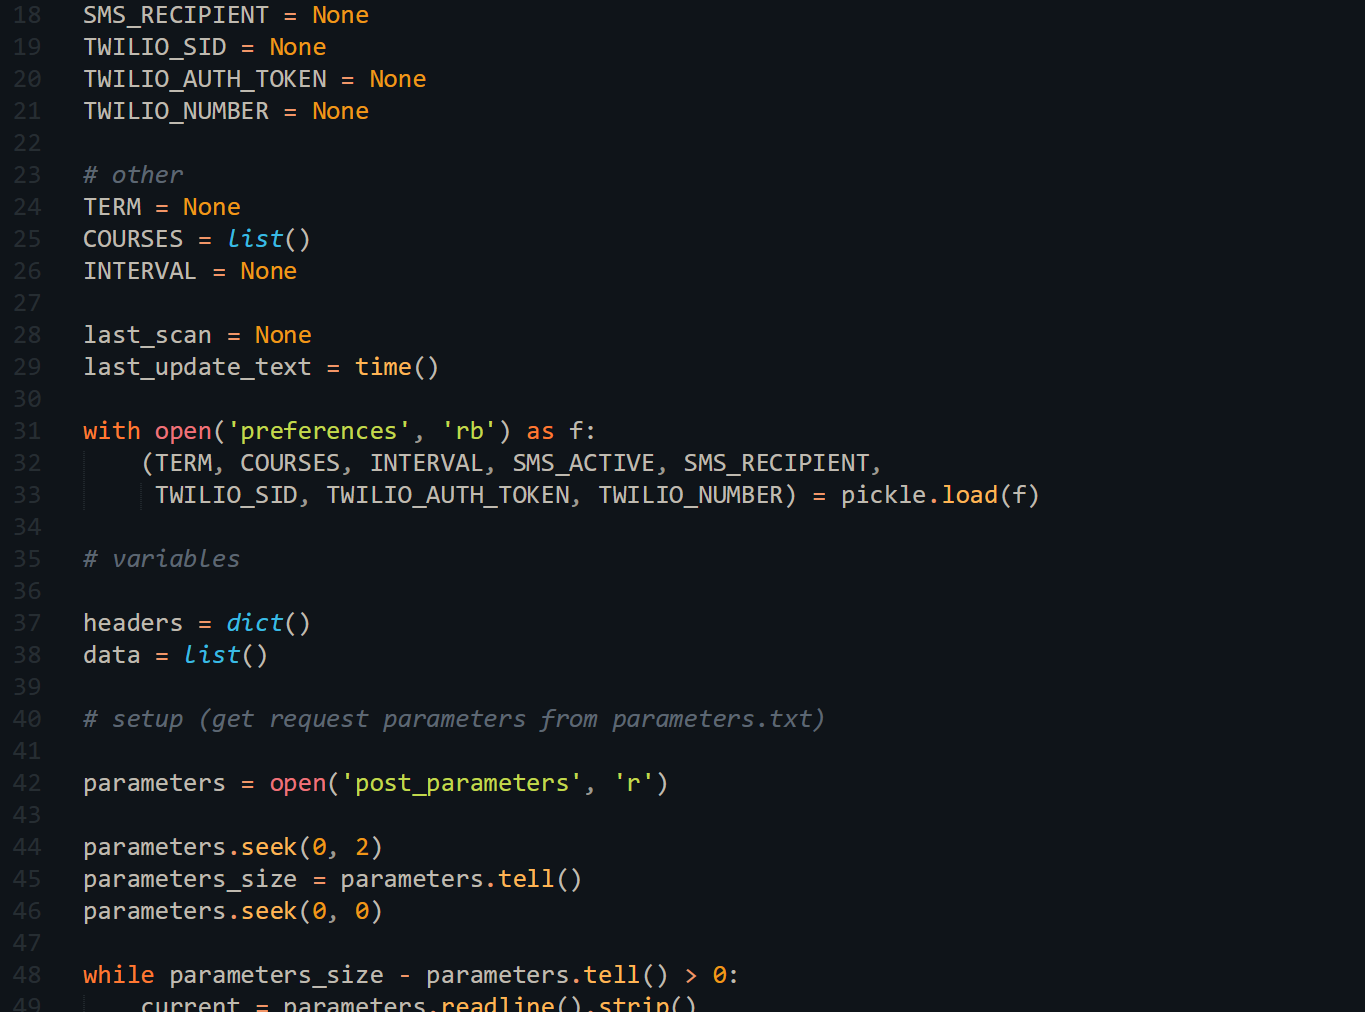 18 SMS_RECIPIENT = None
19 TWILIO_SID = None
20 TWILIO_AUTH_TOKEN = None
21 TWILIO_NUMBER = None
22
23 # other
24 TERM = None
25 COURSES = list()
26 INTERVAL = None
27
28 last_scan = None
29 last_update_text = time()
30
31 with open('preferences', 'rb') as f:
32     (TERM, COURSES, INTERVAL, SMS_ACTIVE, SMS_RECIPIENT,
33      TWILIO_SID, TWILIO_AUTH_TOKEN, TWILIO_NUMBER) = pickle.load(f)
34
35 # variables
36
37 headers = dict()
38 data = list()
39
40 # setup (get request parameters from parameters.txt)
41
42 parameters = open('post_parameters', 'r')
43
44 parameters.seek(0, 2)
45 parameters_size = parameters.tell()
46 parameters.seek(0, 0)
47
48 while parameters_size - parameters.tell() > 0:
49     current = parameters.readline().strip()